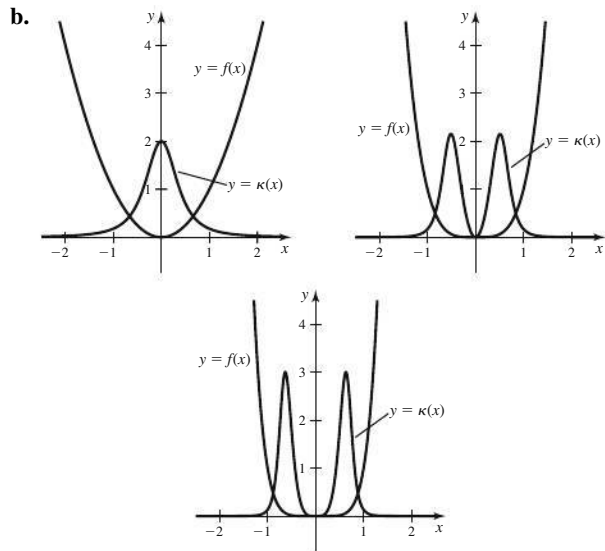 b.
y
4
3
2
1
y = f(x)
y = κ(x)
−2 −1 1 2 x
y
4
3
2
1
y = f(x)
y = κ(x)
−2 −1 1 2 x
y
4
3
2
1
y = f(x)
y = κ(x)
−2 −1 1 2 x